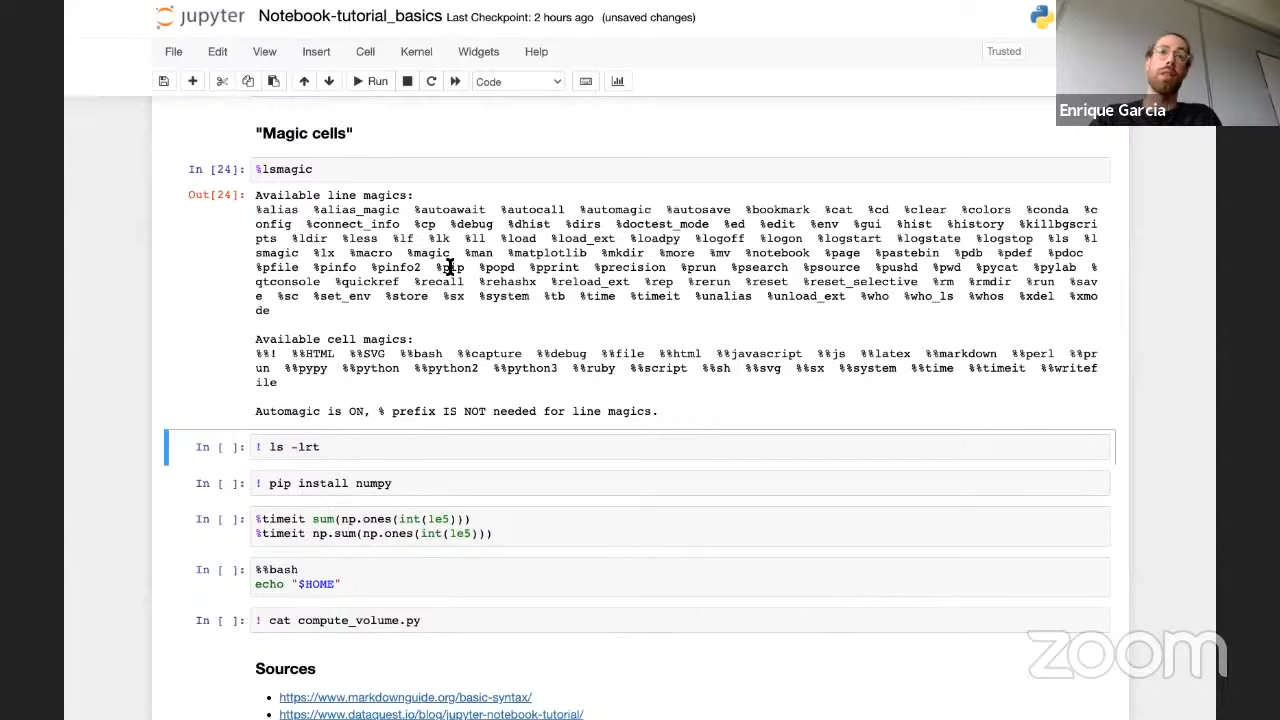 jupyter Notebook-tutorial_basics Last Checkpoint: 2 hours ago (unsaved changes)
File Edit View Insert Cell Kernel Widgets Help Trusted
Run Code
Enrique Garcia
"Magic cells"
In [24]: %lsmagic
Out[24]: Available line magics:
%alias %alias_magic %autoawait %autocall %automagic %autosave %bookmark %cat %cd %clear %colors %conda %c
onfig %connect_info %cp %debug %dhist %dirs %doctest_mode %ed %edit %env %gui %hist %history %killbgscri
pts %ldir %less %lf %lk %ll %load %load_ext %loadpy %logoff %logon %logstart %logstate %logstop %ls %l
smagic %lx %macro %magic %man %matplotlib %mkdir %more %mv %notebook %page %pastebin %pdb %pdef %pdoc
%pfile %pinfo %pinfo2 %pip %popd %pprint %precision %prun %psearch %psource %pushd %pwd %pycat %pylab %
qtconsole %quickref %recall %rehashx %reload_ext %rep %rerun %reset %reset_selective %rm %rmdir %run %sav
e %sc %set_env %store %sx %system %tb %time %timeit %unalias %unload_ext %who %who_ls %whos %xdel %xmo
de
Available cell magics:
%%! %%HTML %%SVG %%bash %%capture %%debug %%file %%html %%javascript %%js %%latex %%markdown %%perl %%pr
un %%pypy %%python %%python2 %%python3 %%ruby %%script %%sh %%svg %%sx %%system %%time %%timeit %%writef
ile
Automagic is ON, % prefix IS NOT needed for line magics.
In [ ]: ! ls -lrt
In [ ]: ! pip install numpy
In [ ]: %timeit sum(np.ones(int(1e5)))
%timeit np.sum(np.ones(int(1e5)))
In [ ]: %%bash
echo "$HOME"
In [ ]: ! cat compute_volume.py
Sources
https://www.markdownguide.org/basic-syntax/
https://www.dataquest.io/blog/jupyter-notebook-tutorial/
zoom